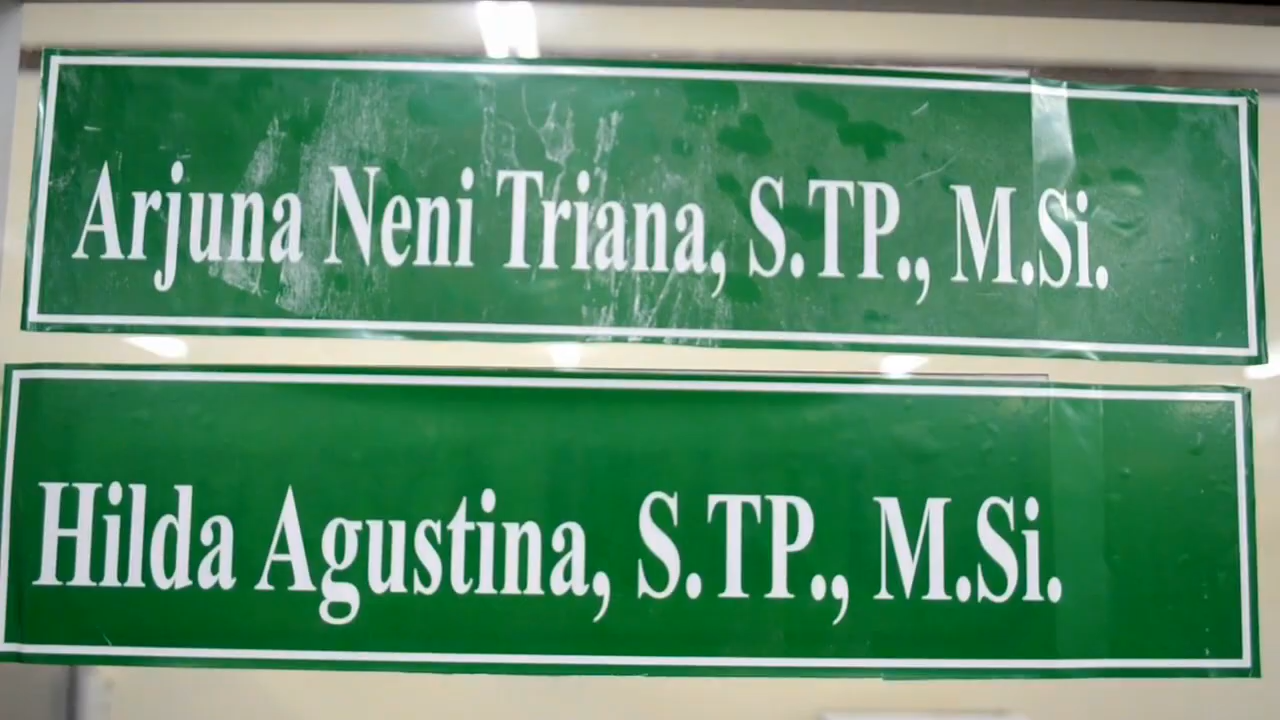 Arjuna Neni Triana, S.TP., M.Si.
Hilda Agustina, S.TP., M.Si.